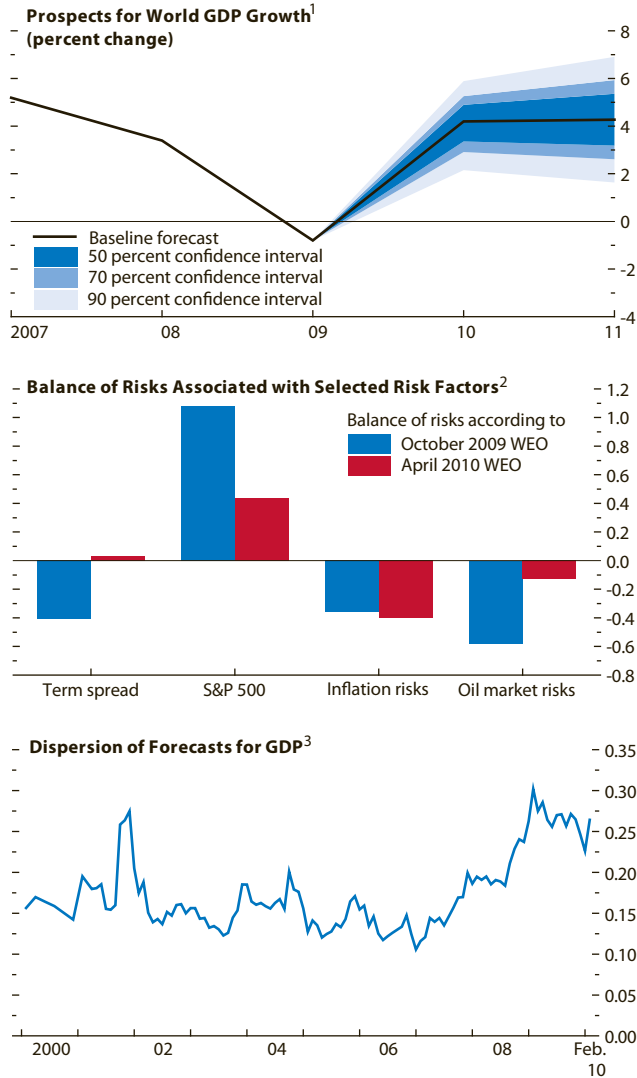 Prospects for World GDP Growth1
(percent change)
8
6
4
2
0
-2
-4
Baseline forecast
50 percent confidence interval
70 percent confidence interval
90 percent confidence interval
2007 08 09 10 11
Balance of Risks Associated with Selected Risk Factors2
Balance of risks according to
October 2009 WEO
April 2010 WEO
1.2
1.0
0.8
0.6
0.4
0.2
0.0
-0.2
-0.4
-0.6
-0.8
Term spread S&P 500 Inflation risks Oil market risks
Dispersion of Forecasts for GDP3
0.35
0.30
0.25
0.20
0.15
0.10
0.05
0.00
2000 02 04 06 08 Feb.
10